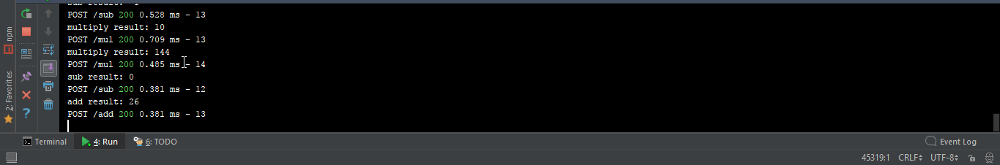 sub result: -1
POST /sub 200 0.528 ms - 13
multiply result: 10
POST /mul 200 0.709 ms - 13
multiply result: 144
POST /mul 200 0.485 ms - 14
sub result: 0
POST /sub 200 0.381 ms - 12
add result: 26
POST /add 200 0.381 ms - 13
npm
2: Favorites
Terminal
4: Run
6: TODO
Event Log
45319:1 CRLF UTF-8